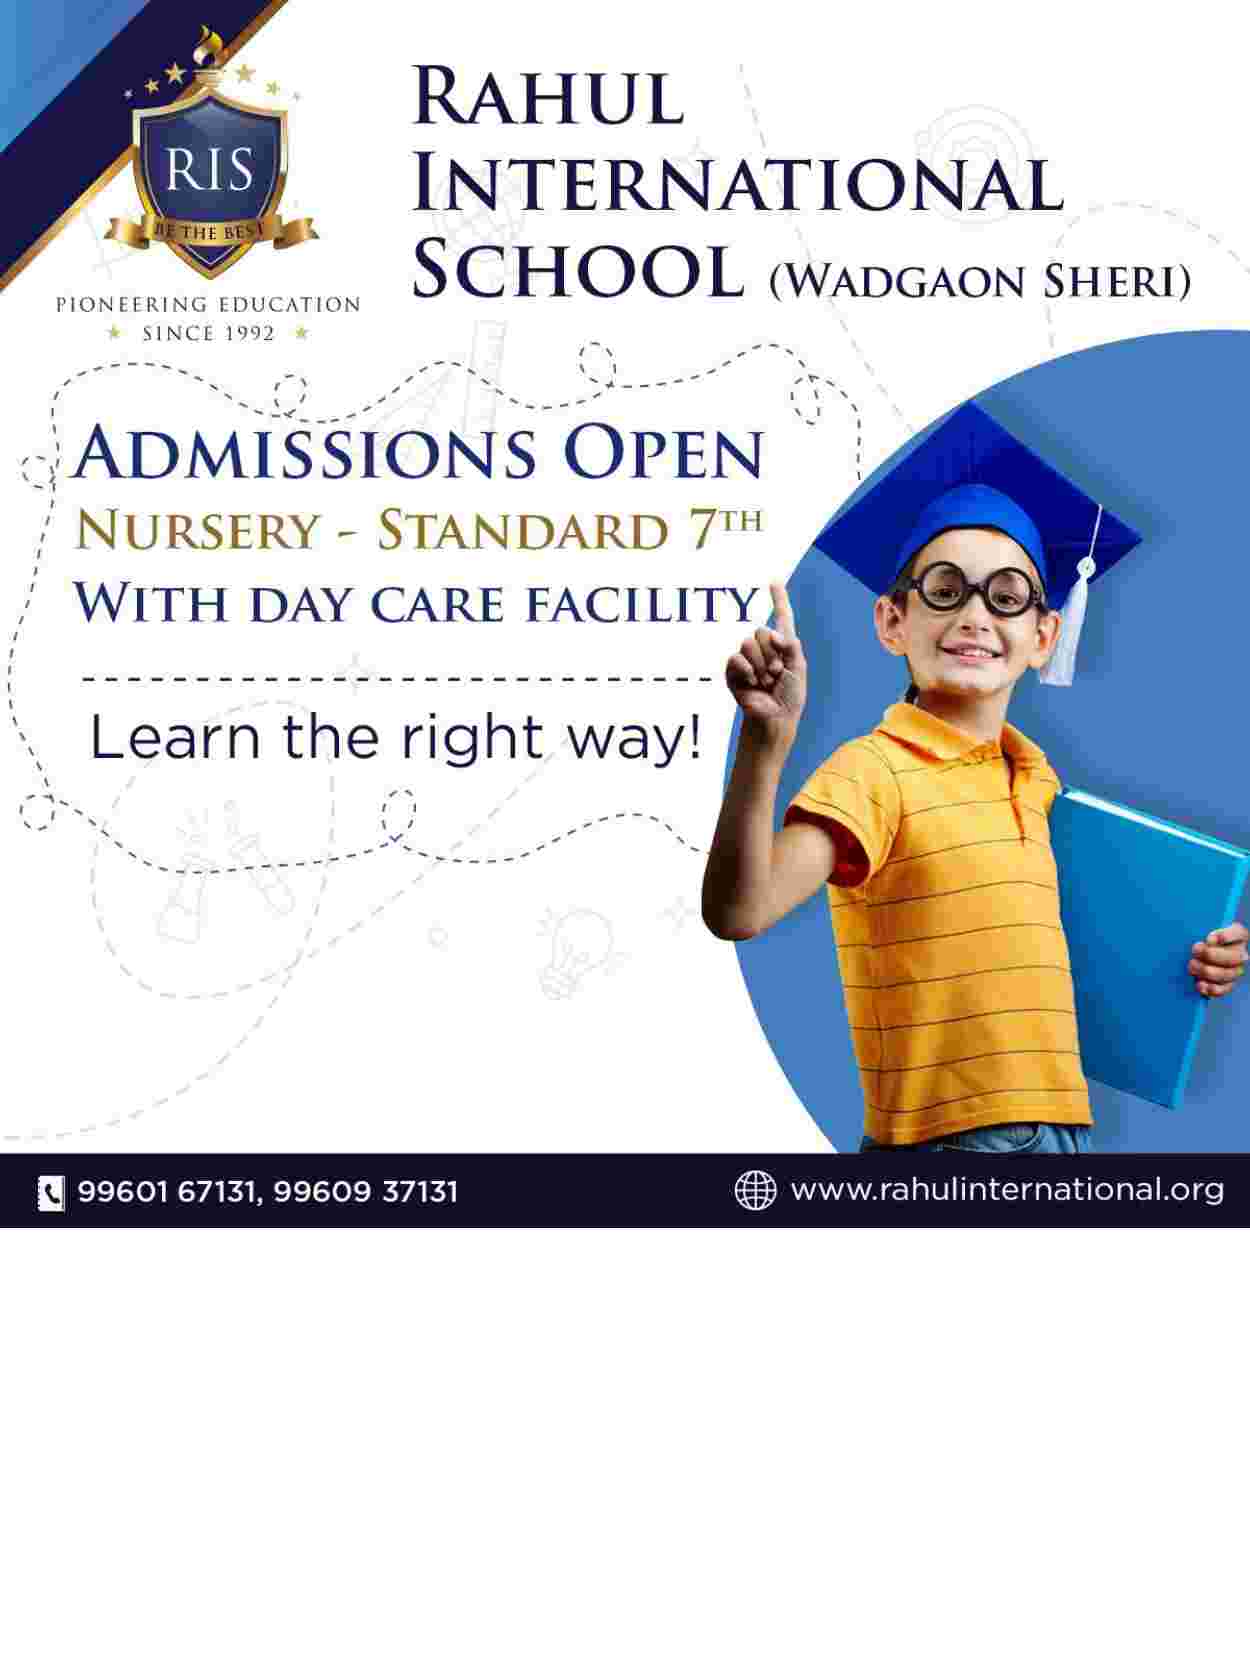 RIS
BE THE BEST
PIONEERING EDUCATION
SINCE 1992
RAHUL
INTERNATIONAL
SCHOOL (WADGAON SHERI)
ADMISSIONS OPEN
NURSERY - STANDARD 7TH
WITH DAY CARE FACILITY
Learn the right way!
99601 67131, 99609 37131
www.rahulinternational.org